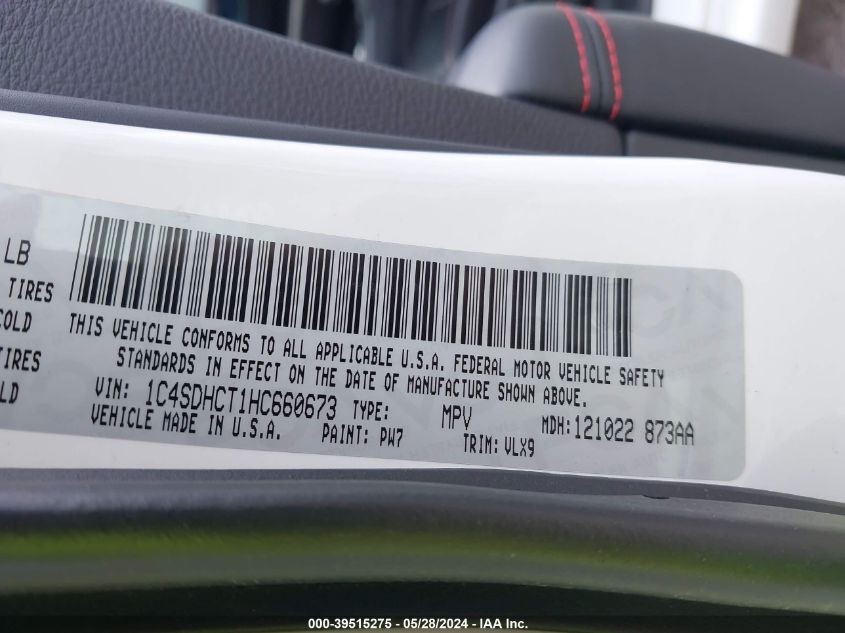 LB
TIRES
COLD
TIRES
LD
THIS VEHICLE CONFORMS TO ALL APPLICABLE U.S.A. FEDERAL MOTOR VEHICLE SAFETY
STANDARDS IN EFFECT ON THE DATE OF MANUFACTURE SHOWN ABOVE.
VIN: 1C4SDHCT1HC660673 TYPE: MPV MDH: 121022 873AA
VEHICLE MADE IN U.S.A. PAINT: PW7 TRIM: VLX9
000-39515275 - 05/28/2024 - IAA Inc.